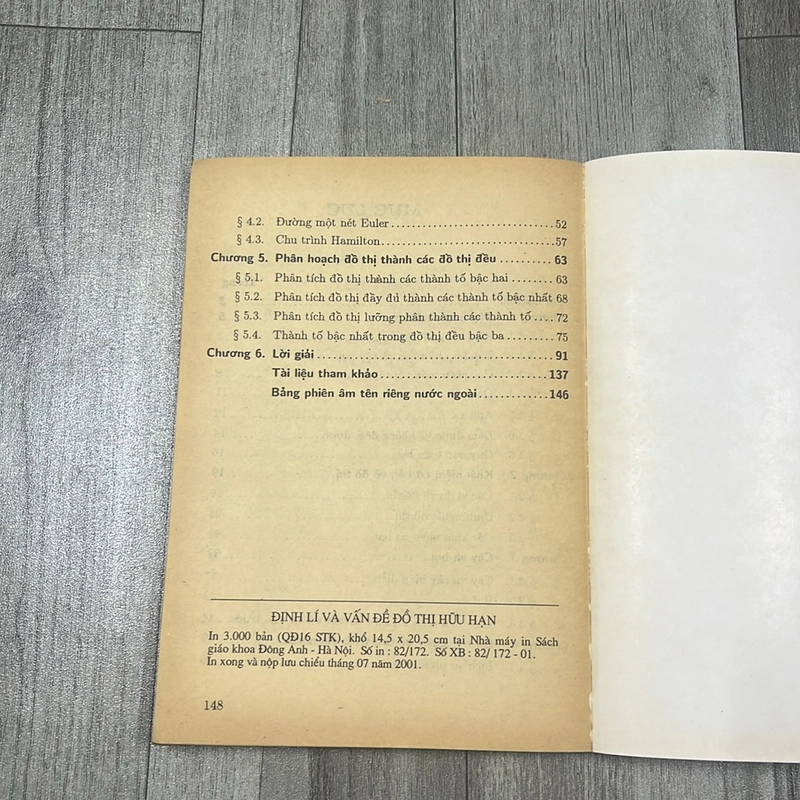 § 4.2. Đường một nét Euler............................52
§ 4.3. Chu trình Hamilton..............................57
Chương 5. Phân hoạch đồ thị thành các đồ thị đều..........63
§ 5.1. Phân tích đồ thị thành các thành tố bậc hai........63
§ 5.2. Phân tích đồ thị đầy đủ thành các thành tố bậc nhất 68
§ 5.3. Phân tích đồ thị lưỡng phân thành các thành tố ....72
§ 5.4. Thành tố bậc nhất trong đồ thị đều bậc ba.........75
Chương 6. Lời giải........................................91
Tài liệu tham khảo.............................137
Bảng phiên âm tên riêng nước ngoài............146
ĐỊNH LÍ VÀ VẤN ĐỀ ĐỒ THỊ HỮU HẠN
In 3.000 bản (QĐ16 STK), khổ 14,5 x 20,5 cm tại Nhà máy in Sách
giáo khoa Đông Anh - Hà Nội. Số in : 82/172. Số XB : 82/ 172 - 01.
In xong và nộp lưu chiểu tháng 07 năm 2001.
148